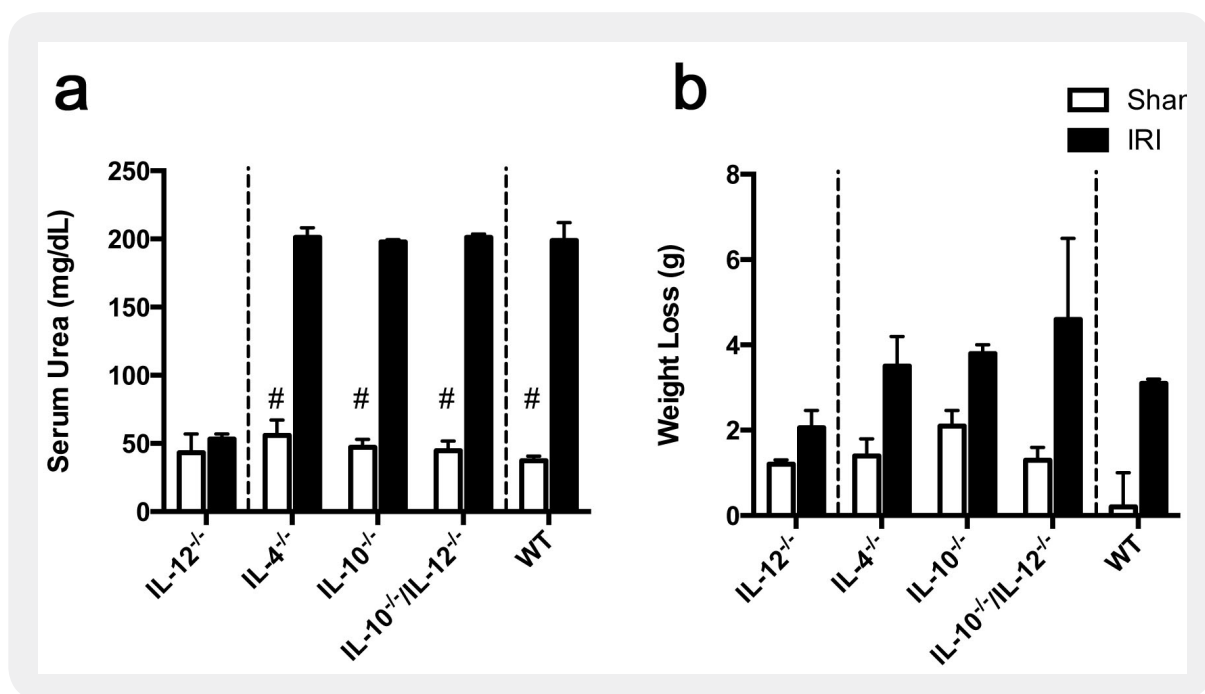 a
b
Shar
IRI
Serum Urea (mg/dL)
250
200
150
100
50
0
#
#
#
#
IL-12-/-
IL-4-/-
IL-10-/-
IL-10-/-/IL-12-/-
WT
Weight Loss (g)
8
6
4
2
0
IL-12-/-
IL-4-/-
IL-10-/-
IL-10-/-/IL-12-/-
WT